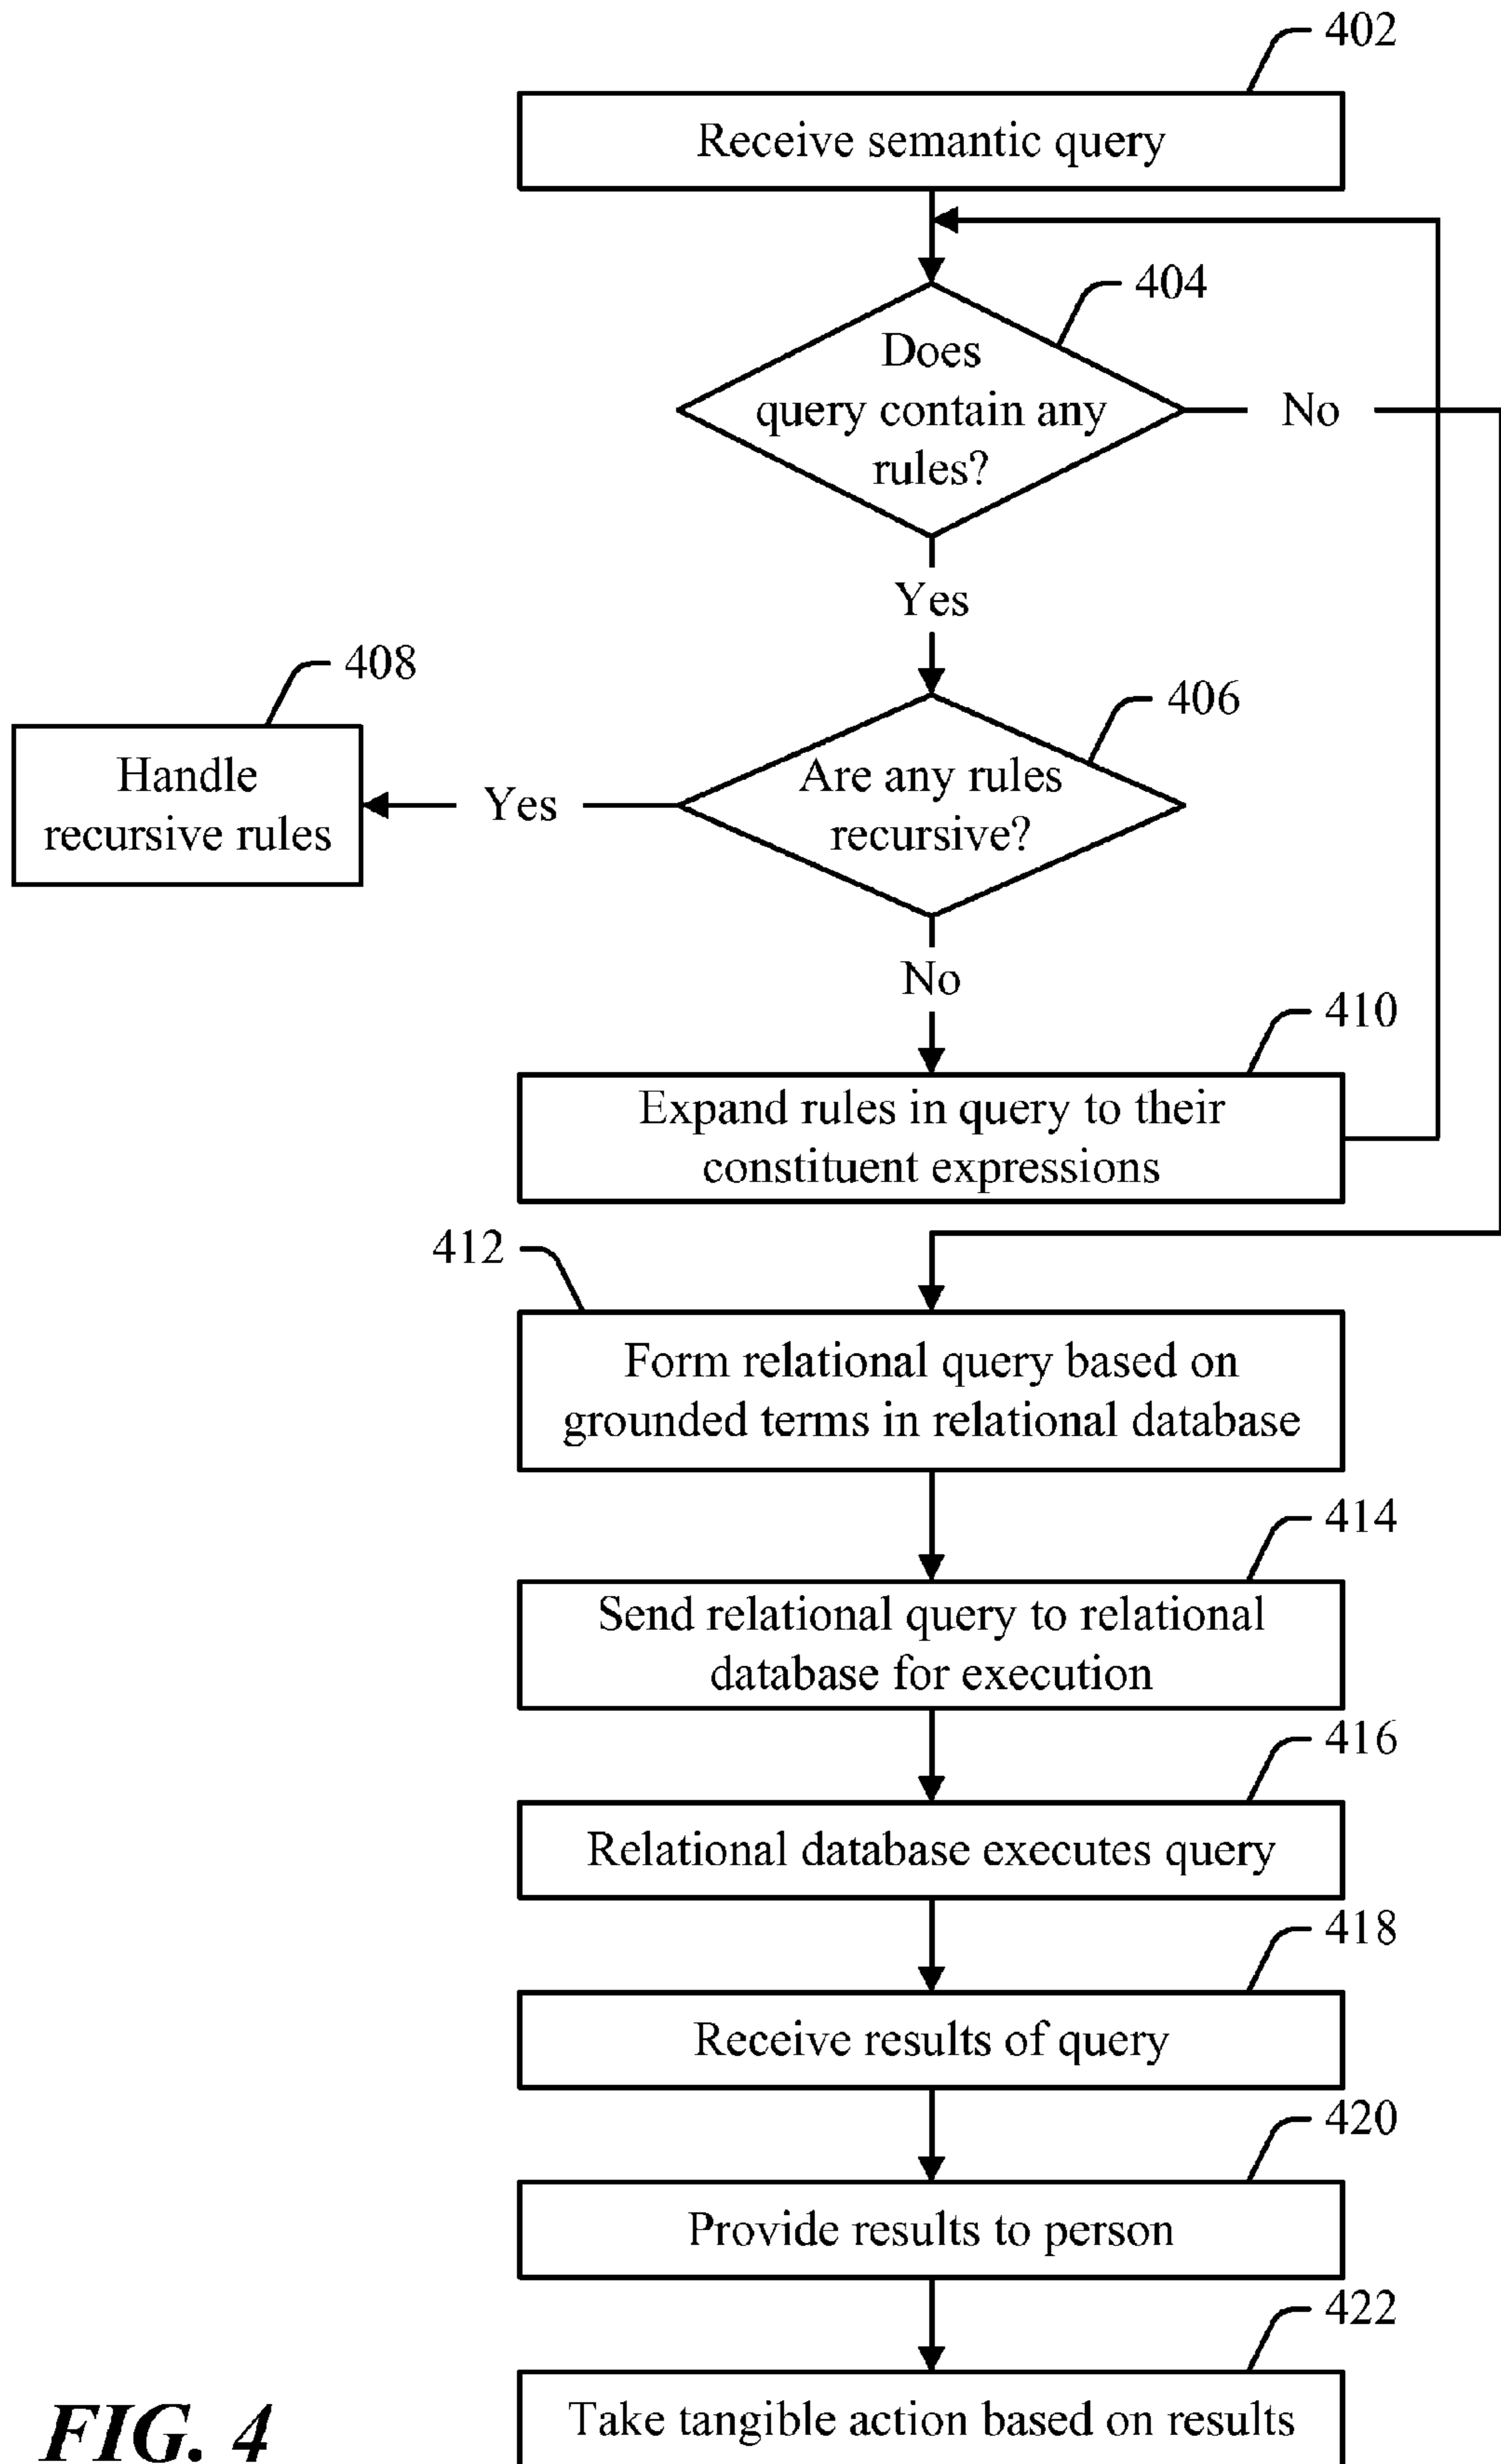 402
Receive semantic query
404
Does
query contain any
rules?
No
Yes
408
406
Handle
recursive rules
Yes
Are any rules
recursive?
No
410
Expand rules in query to their
constituent expressions
412
Form relational query based on
grounded terms in relational database
414
Send relational query to relational
database for execution
416
Relational database executes query
418
Receive results of query
420
Provide results to person
422
Take tangible action based on results
FIG. 4